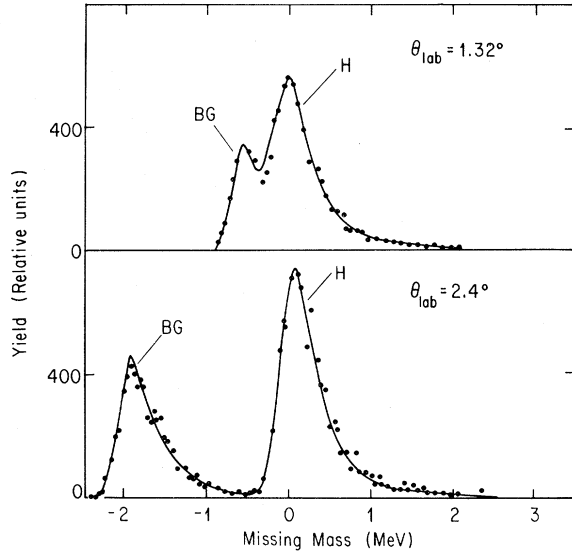 θlab = 1.32°
H
BG
400
0
θlab = 2.4°
H
BG
400
0
-2
-1
0
1
2
3
Missing Mass (MeV)
Yield (Relative units)